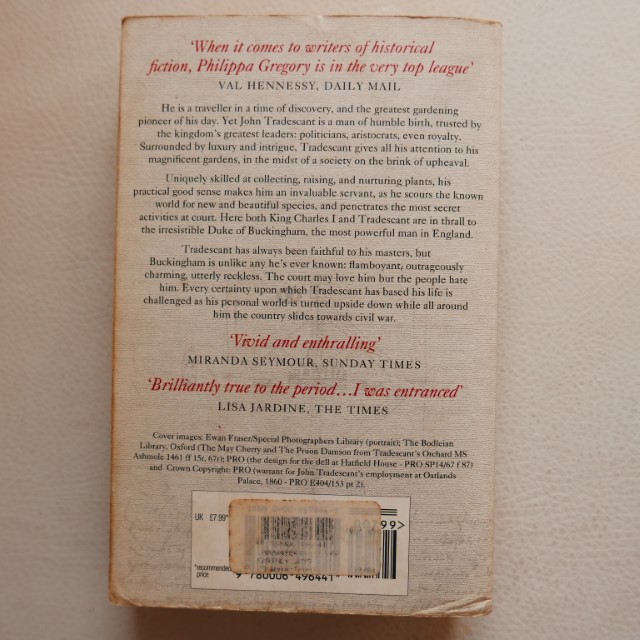 ‘When it comes to writers of historical
fiction, Philippa Gregory is in the very top league’
VAL HENNESSY, DAILY MAIL
He is a traveller in a time of discovery, and the greatest gardening
pioneer of his day. Yet John Tradescant is a man of humble birth, trusted by
the kingdom's greatest leaders: politicians, aristocrats, even royalty.
Surrounded by luxury and intrigue, Tradescant gives all his attention to his
magnificent gardens, in the midst of a society on the brink of upheaval.
Uniquely skilled at collecting, raising, and nurturing plants, his
practical good sense makes him an invaluable servant, as he scours the known
world for new and beautiful species, and penetrates the most secret
activities at court. Here both King Charles I and Tradescant are in thrall to
the irresistible Duke of Buckingham, the most powerful man in England.
Tradescant has always been faithful to his masters, but
Buckingham is unlike any he's ever known: flamboyant, outrageously
charming, utterly reckless. The court may love him but the people hate
him. Every certainty upon which Tradescant has based his life is
challenged as his personal world is turned upside down while all around
him the country slides towards civil war.
‘Vivid and enthralling’
MIRANDA SEYMOUR, SUNDAY TIMES
‘Brilliantly true to the period…I was entranced’
LISA JARDINE, THE TIMES
Cover images: Ewan Fraser/Special Photographers Library (portrait); The Bodleian
Library, Oxford (The May Cherry and The Prson Damson from Tradescant's Orchard MS
Ashmole 1461 ff 15r, 67r); PRO (the design for the dell at Hatfield House - PRO SP14/67 f 87)
and Crown Copyright: PRO (warrant for John Tradescant's employment at Oatlands
Palace, 1860 - PRO E404/153 pt 2).
UK £7.99*
*recommended
price
9 780006 496441